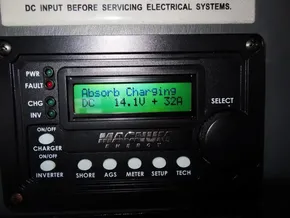 DC INPUT BEFORE SERVICING ELECTRICAL SYSTEMS.
PWR
FAULT
CHG
INV
Absorb Charging
DC 14.1V + 32A
SELECT
MAGNUM
ENERGY
ON/OFF
CHARGER
ON/OFF
INVERTER
SHORE
AGS
METER
SETUP
TECH